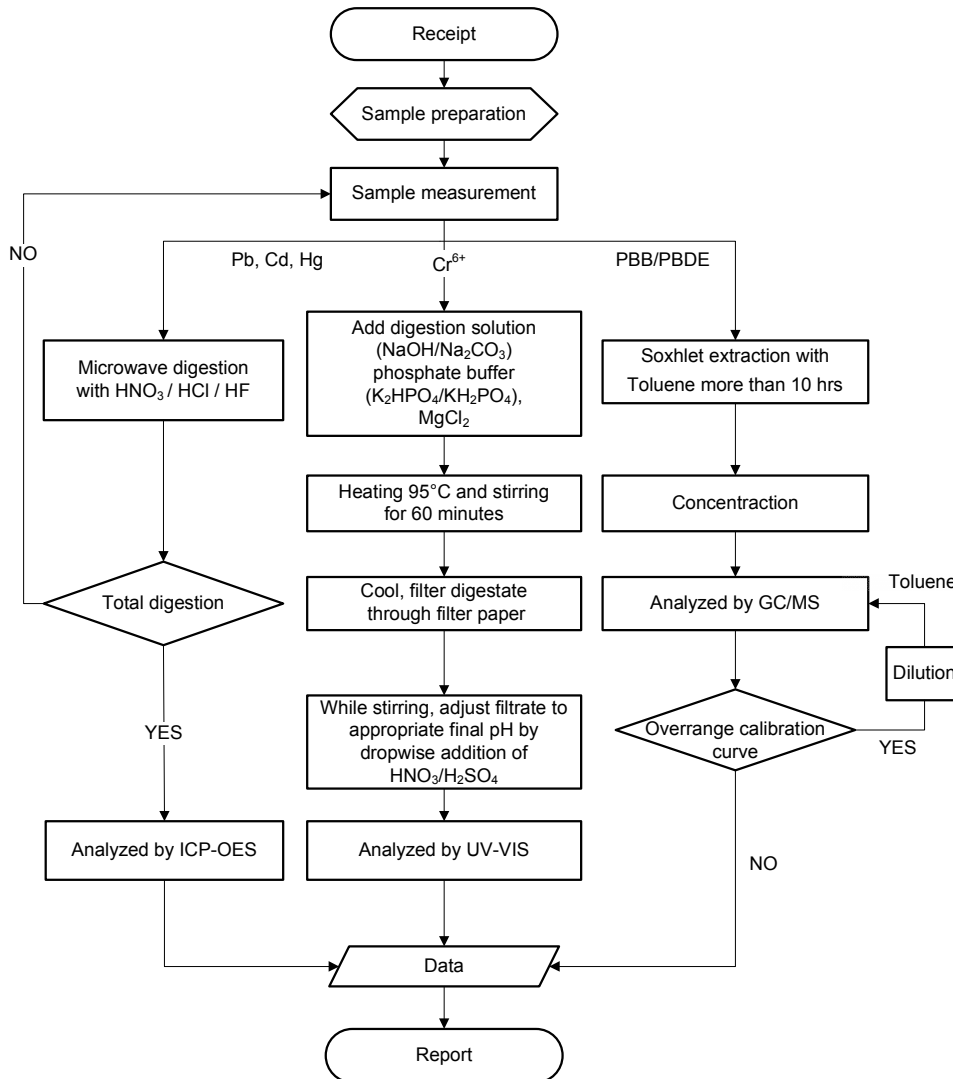 Receipt
Sample preparation
Sample measurement
NO
Pb, Cd, Hg
Cr⁶⁺
PBB/PBDE
Microwave digestion
with HNO₃ / HCl / HF
Add digestion solution
(NaOH/Na₂CO₃)
phosphate buffer
(K₂HPO₄/KH₂PO₄),
MgCl₂
Soxhlet extraction with
Toluene more than 10 hrs
Heating 95°C and stirring
for 60 minutes
Concentraction
Total digestion
Cool, filter digestate
through filter paper
Analyzed by GC/MS
Toluene
Dilution
YES
While stirring, adjust filtrate to
appropriate final pH by
dropwise addition of
HNO₃/H₂SO₄
Overrange calibration
curve
YES
Analyzed by ICP-OES
Analyzed by UV-VIS
NO
Data
Report